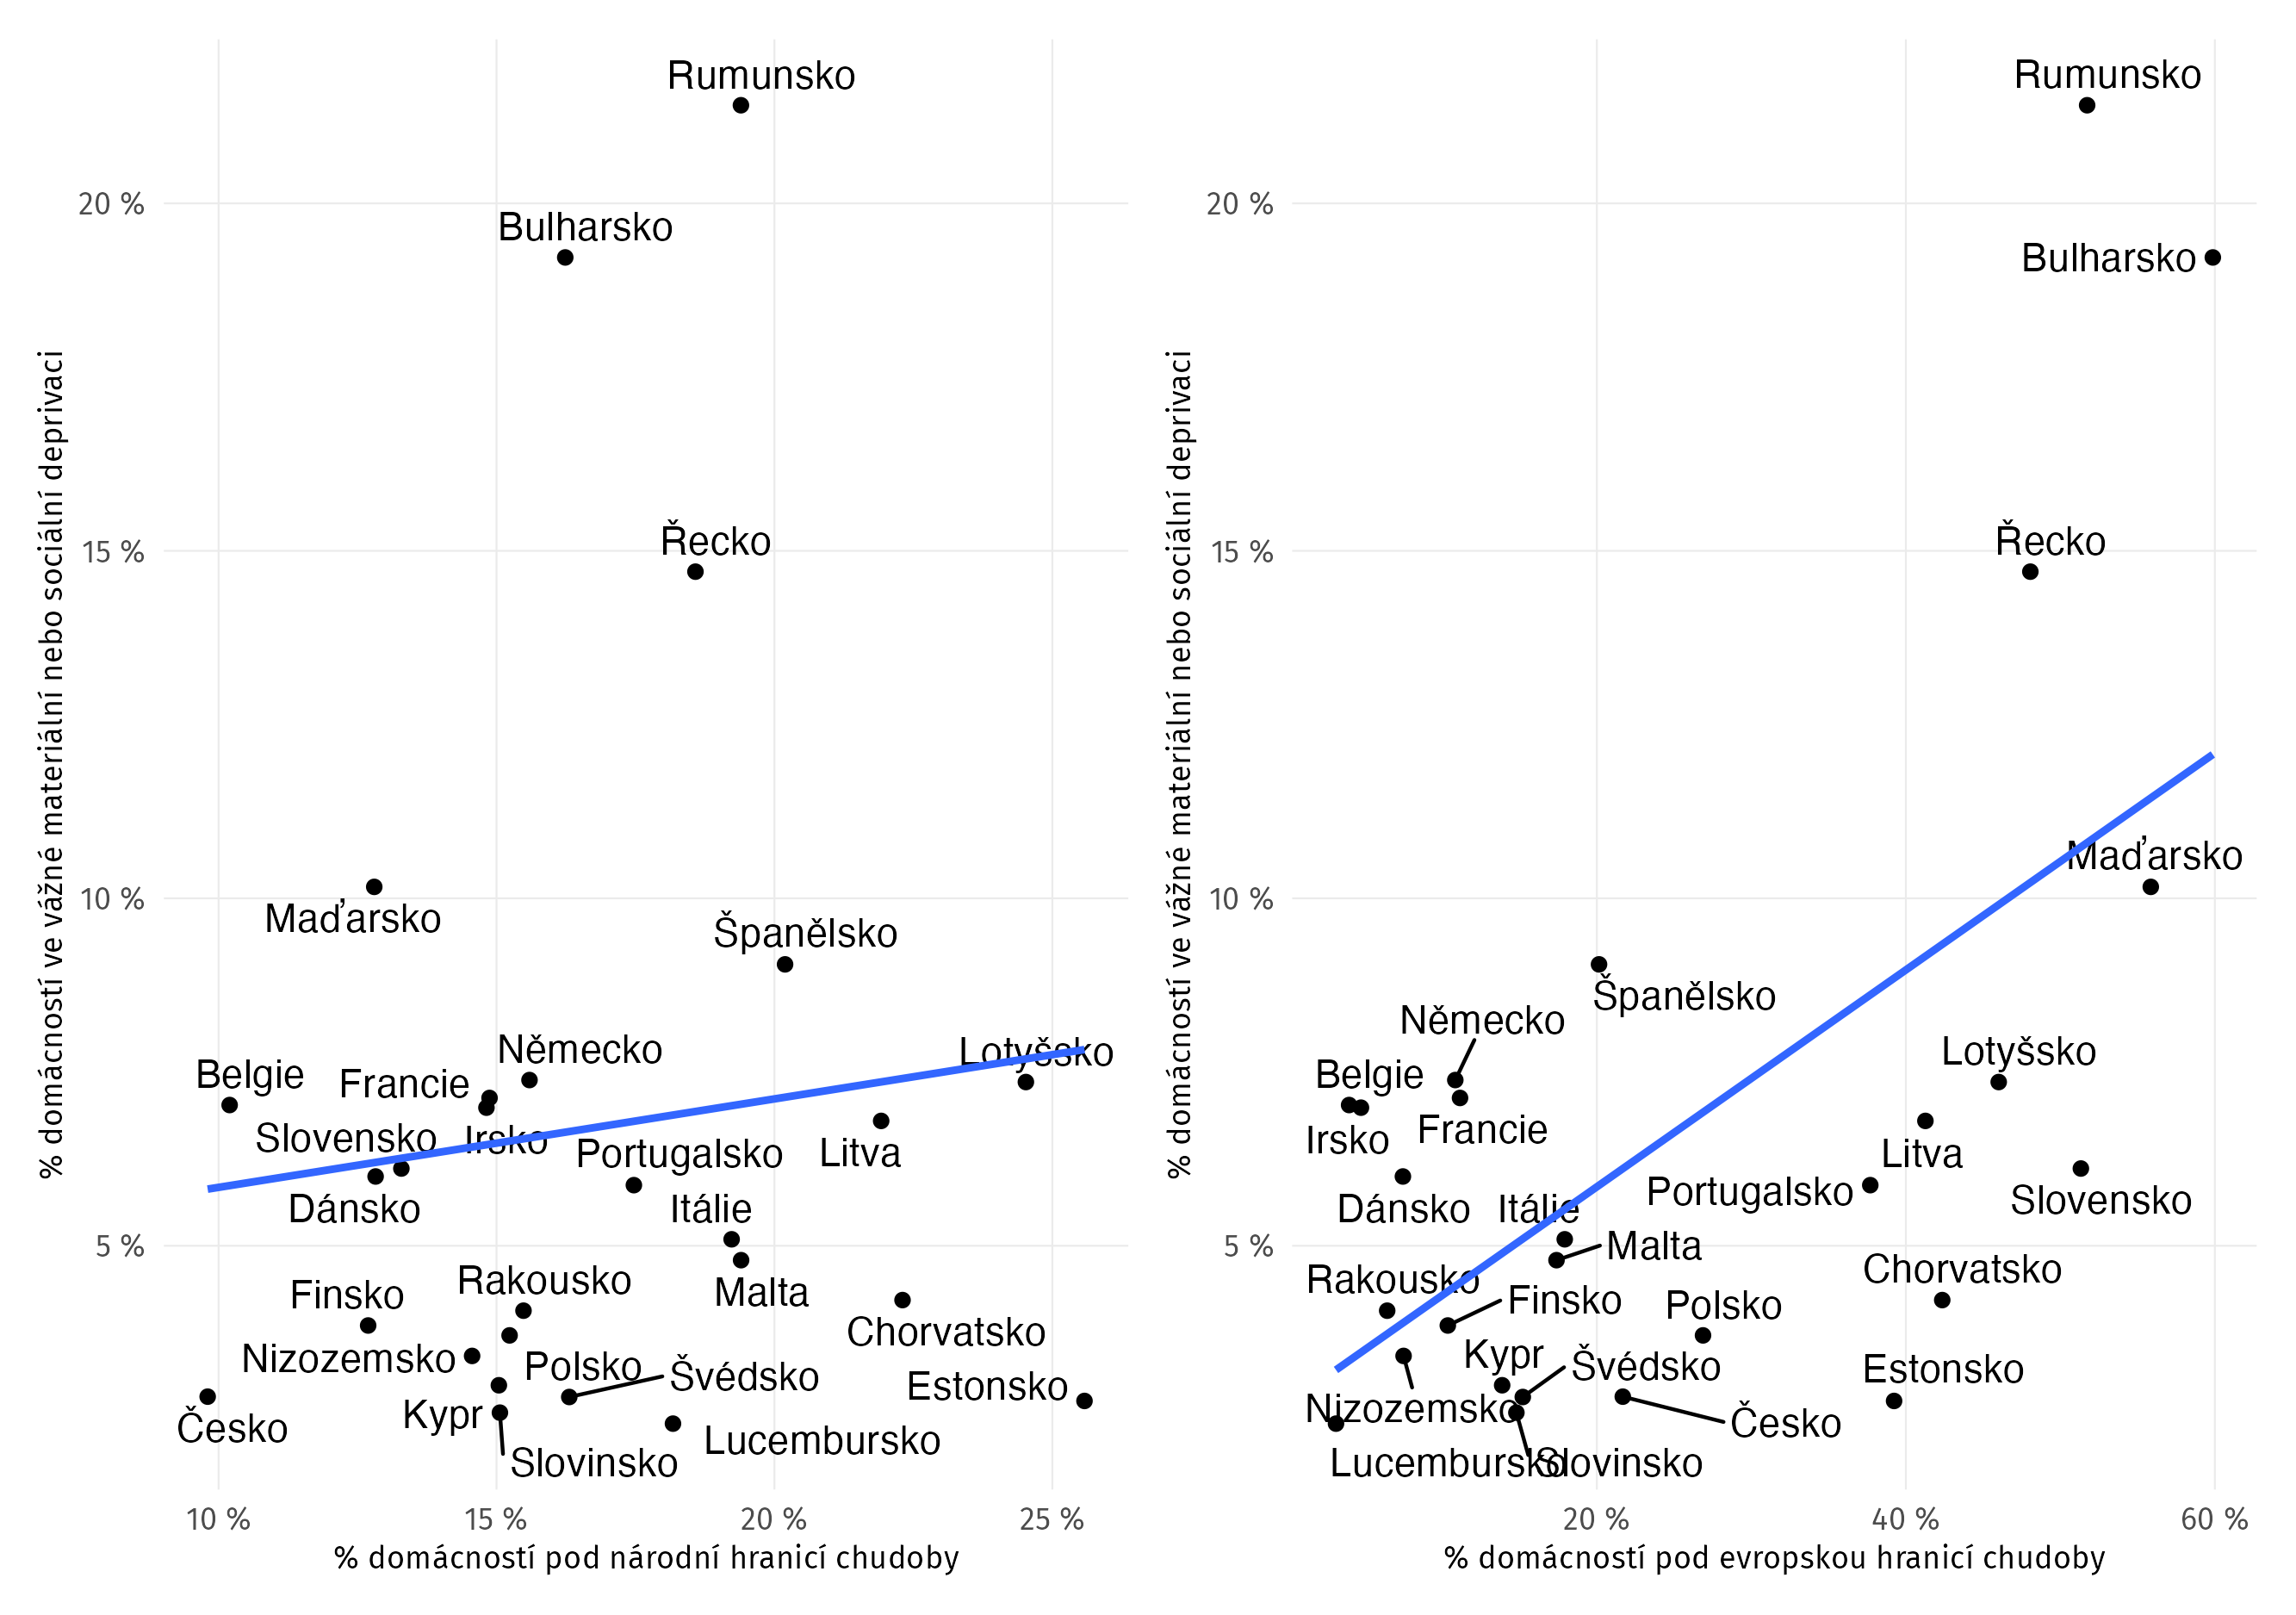 % domácností ve vážné materiální nebo sociální deprivaci
20 %
15 %
10 %
5 %
Rumunsko
Bulharsko
Řecko
Maďarsko
Španělsko
Německo
Lotyšsko
Belgie
Francie
Slovensko
Irsko
Portugalsko
Litva
Dánsko
Itálie
Rakousko
Finsko
Malta
Chorvatsko
Nizozemsko
Polsko
Švédsko
Estonsko
Česko
Kypr
Lucembursko
Slovinsko
10 %
15 %
20 %
25 %
% domácností pod národní hranicí chudoby
% domácností ve vážné materiální nebo sociální deprivaci
20 %
15 %
10 %
5 %
Rumunsko
Bulharsko
Řecko
Maďarsko
Španělsko
Německo
Lotyšsko
Belgie
Francie
Irsko
Litva
Portugalsko
Slovensko
Dánsko
Itálie
Malta
Chorvatsko
Rakousko
Finsko
Polsko
Kypr
Švédsko
Estonsko
Nizozemsko
Česko
Lucembursko
Slovinsko
20 %
40 %
60 %
% domácností pod evropskou hranicí chudoby